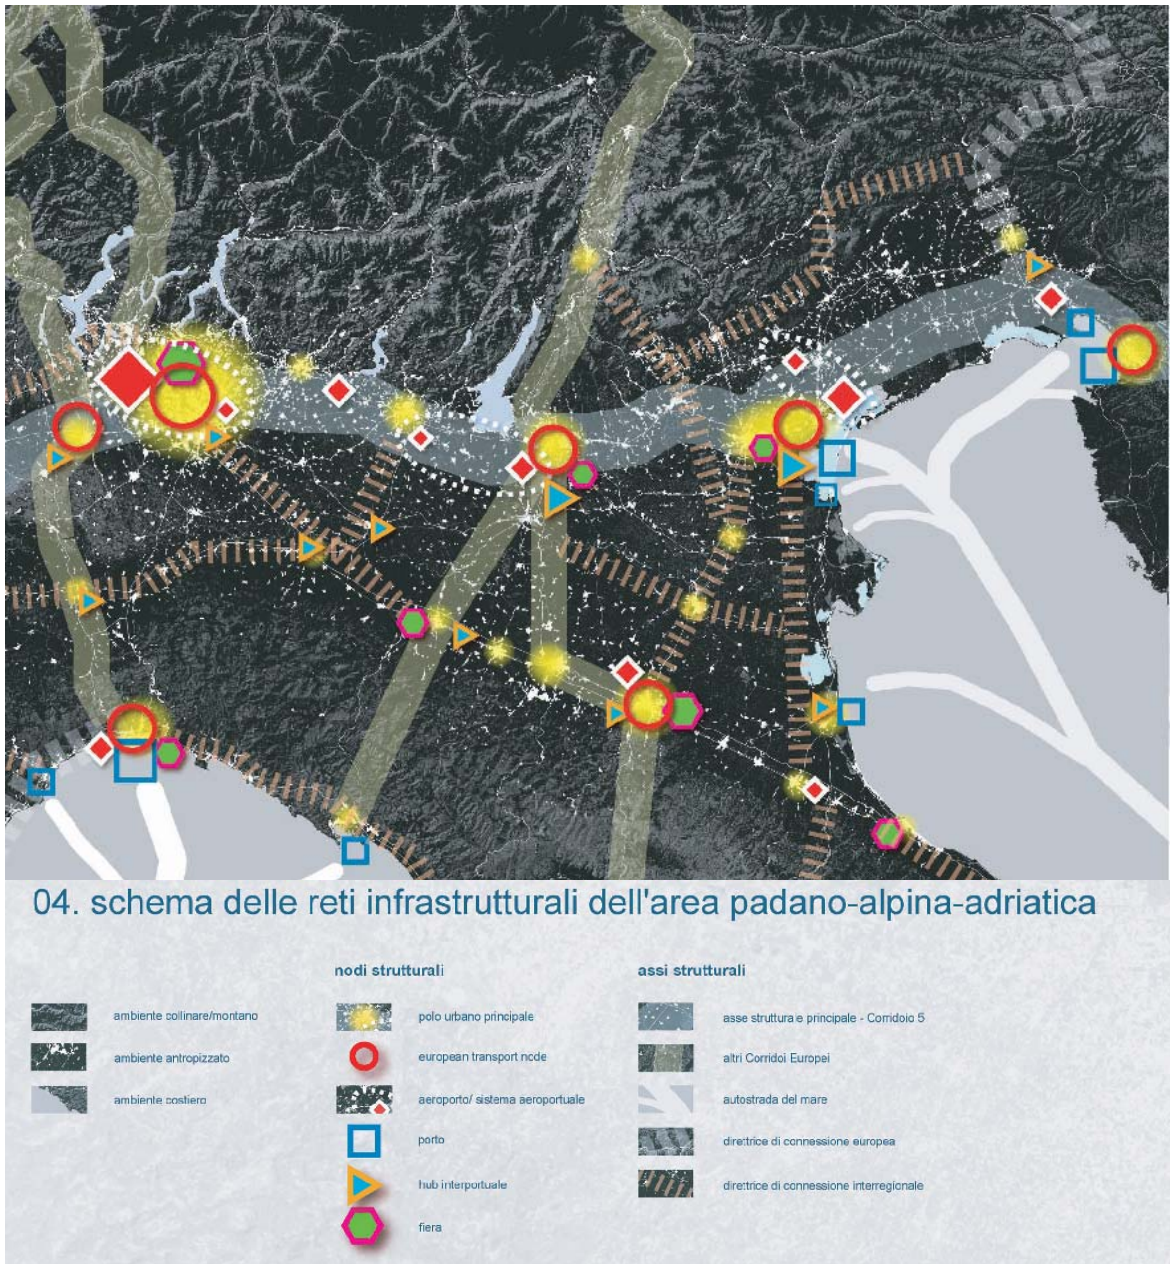 04. schema delle reti infrastrutturali dell'area padano-alpina-adriatica
ambiente collinare/montano
ambiente antropizzato
ambiente costiero
nodi strutturali
polo urbano principale
european transport node
aeroporto/ sistema aeroportuale
porto
hub interportuale
fiera
assi strutturali
asse strutturale principale - Corridoio 5
altri Corridoi Europei
autostrada del mare
direttrice di connessione europea
direttrice di connessione interregionale